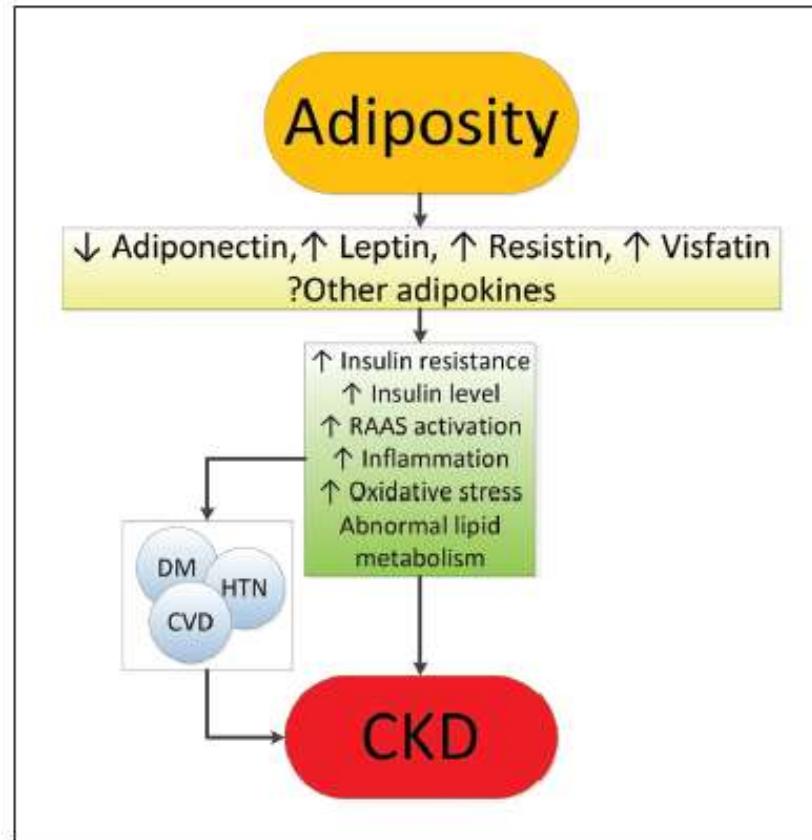 Adiposity
↓ Adiponectin, ↑ Leptin, ↑ Resistin, ↑ Visfatin
?Other adipokines
↑ Insulin resistance
↑ Insulin level
↑ RAAS activation
↑ Inflammation
↑ Oxidative stress
Abnormal lipid
metabolism
DM
HTN
CVD
CKD